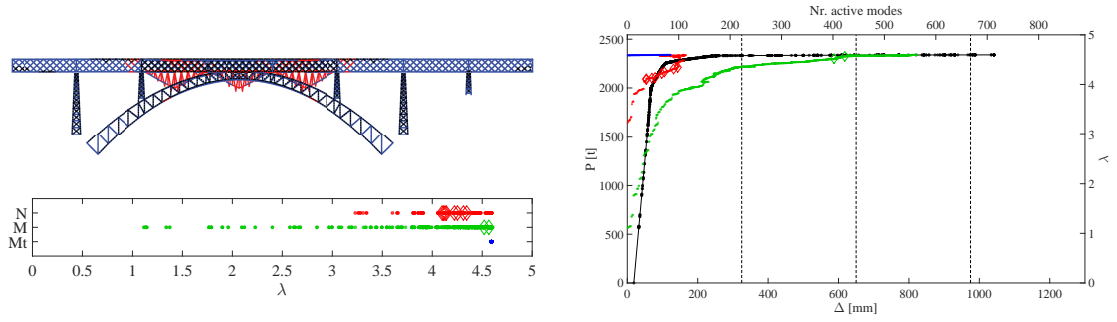 N
M
Mt
0 0.5 1 1.5 2 2.5 3 3.5 4 4.5 5
λ
Nr. active modes
0 100 200 300 400 500 600 700 800
2500
2000
1500
1000
500
0
P [t]
5
4
3
2
1
0
λ
0 200 400 600 800 1000 1200
Δ [mm]